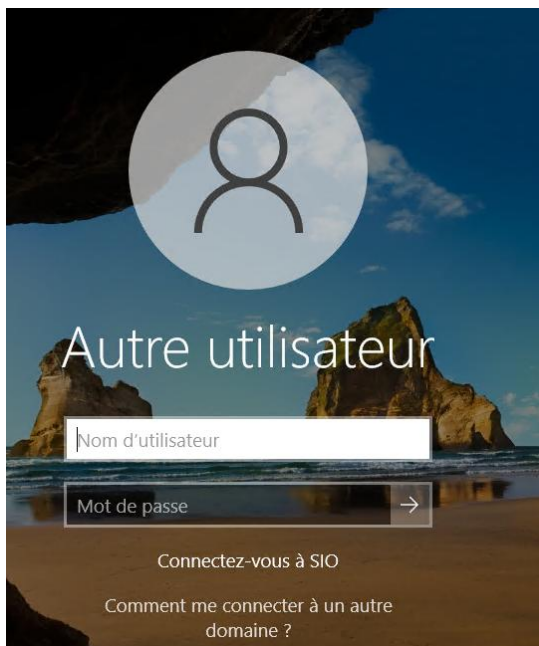 Autre utilisateur
Nom d'utilisateur
Mot de passe
Connectez-vous à SIO
Comment me connecter à un autre
domaine ?